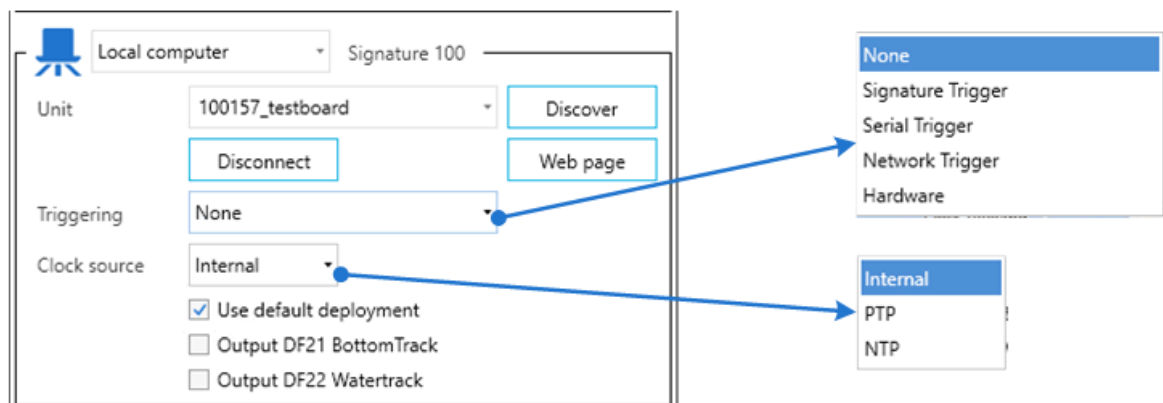 Local computer Signature 100
Unit 100157_testboard Discover
Disconnect Web page
Triggering None
Clock source Internal
Use default deployment
Output DF21 BottomTrack
Output DF22 Watertrack
None
Signature Trigger
Serial Trigger
Network Trigger
Hardware
Internal
PTP
NTP